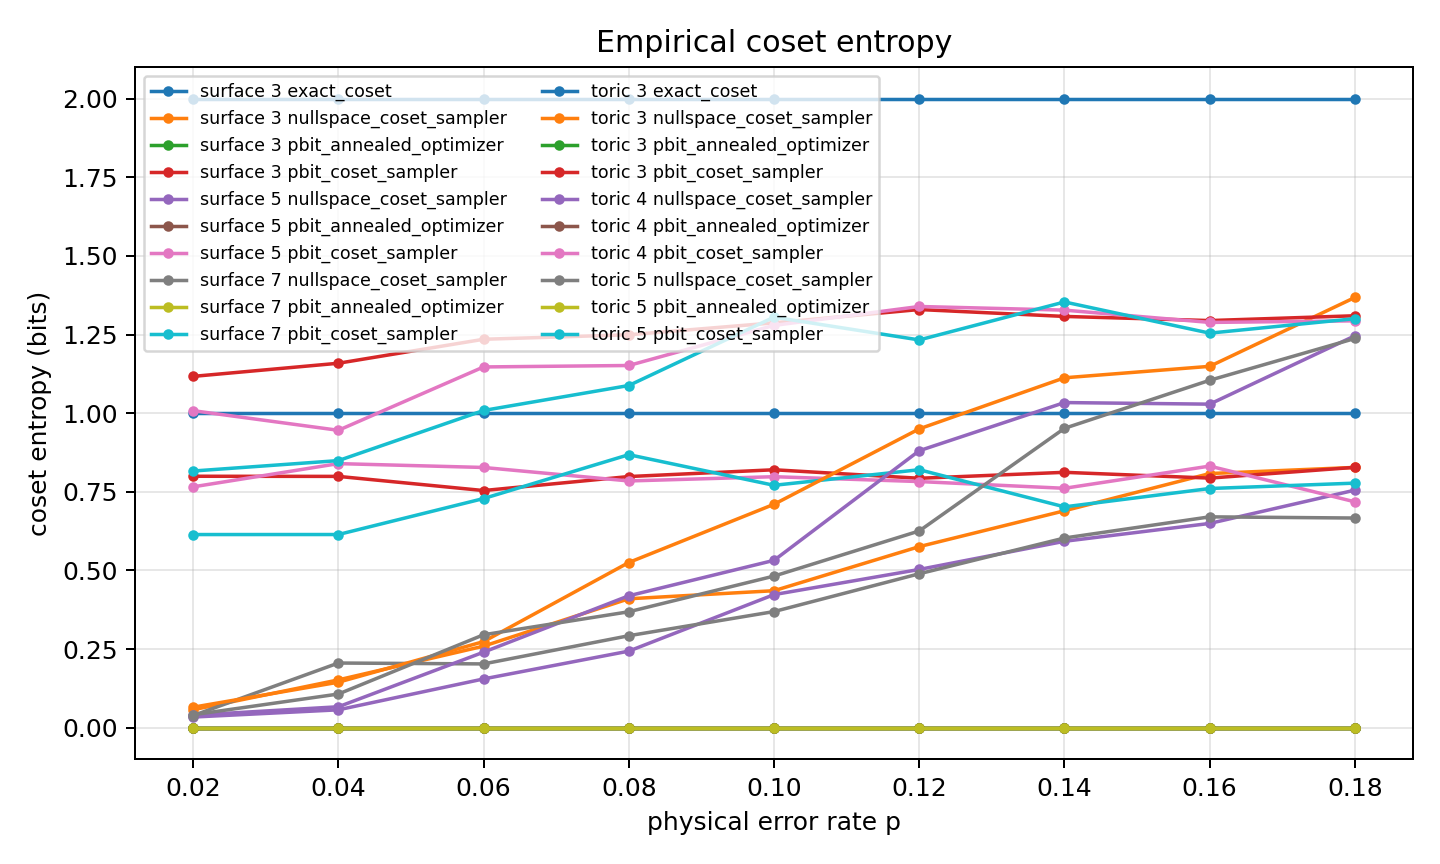 Empirical coset entropy
coset entropy (bits)
2.00
1.75
1.50
1.25
1.00
0.75
0.50
0.25
0.00
surface 3 exact_coset
surface 3 nullspace_coset_sampler
surface 3 pbit_annealed_optimizer
surface 3 pbit_coset_sampler
surface 5 nullspace_coset_sampler
surface 5 pbit_annealed_optimizer
surface 5 pbit_coset_sampler
surface 7 nullspace_coset_sampler
surface 7 pbit_annealed_optimizer
surface 7 pbit_coset_sampler
toric 3 exact_coset
toric 3 nullspace_coset_sampler
toric 3 pbit_annealed_optimizer
toric 3 pbit_coset_sampler
toric 4 nullspace_coset_sampler
toric 4 pbit_annealed_optimizer
toric 4 pbit_coset_sampler
toric 5 nullspace_coset_sampler
toric 5 pbit_annealed_optimizer
toric 5 pbit_coset_sampler
0.02 0.04 0.06 0.08 0.10 0.12 0.14 0.16 0.18
physical error rate p